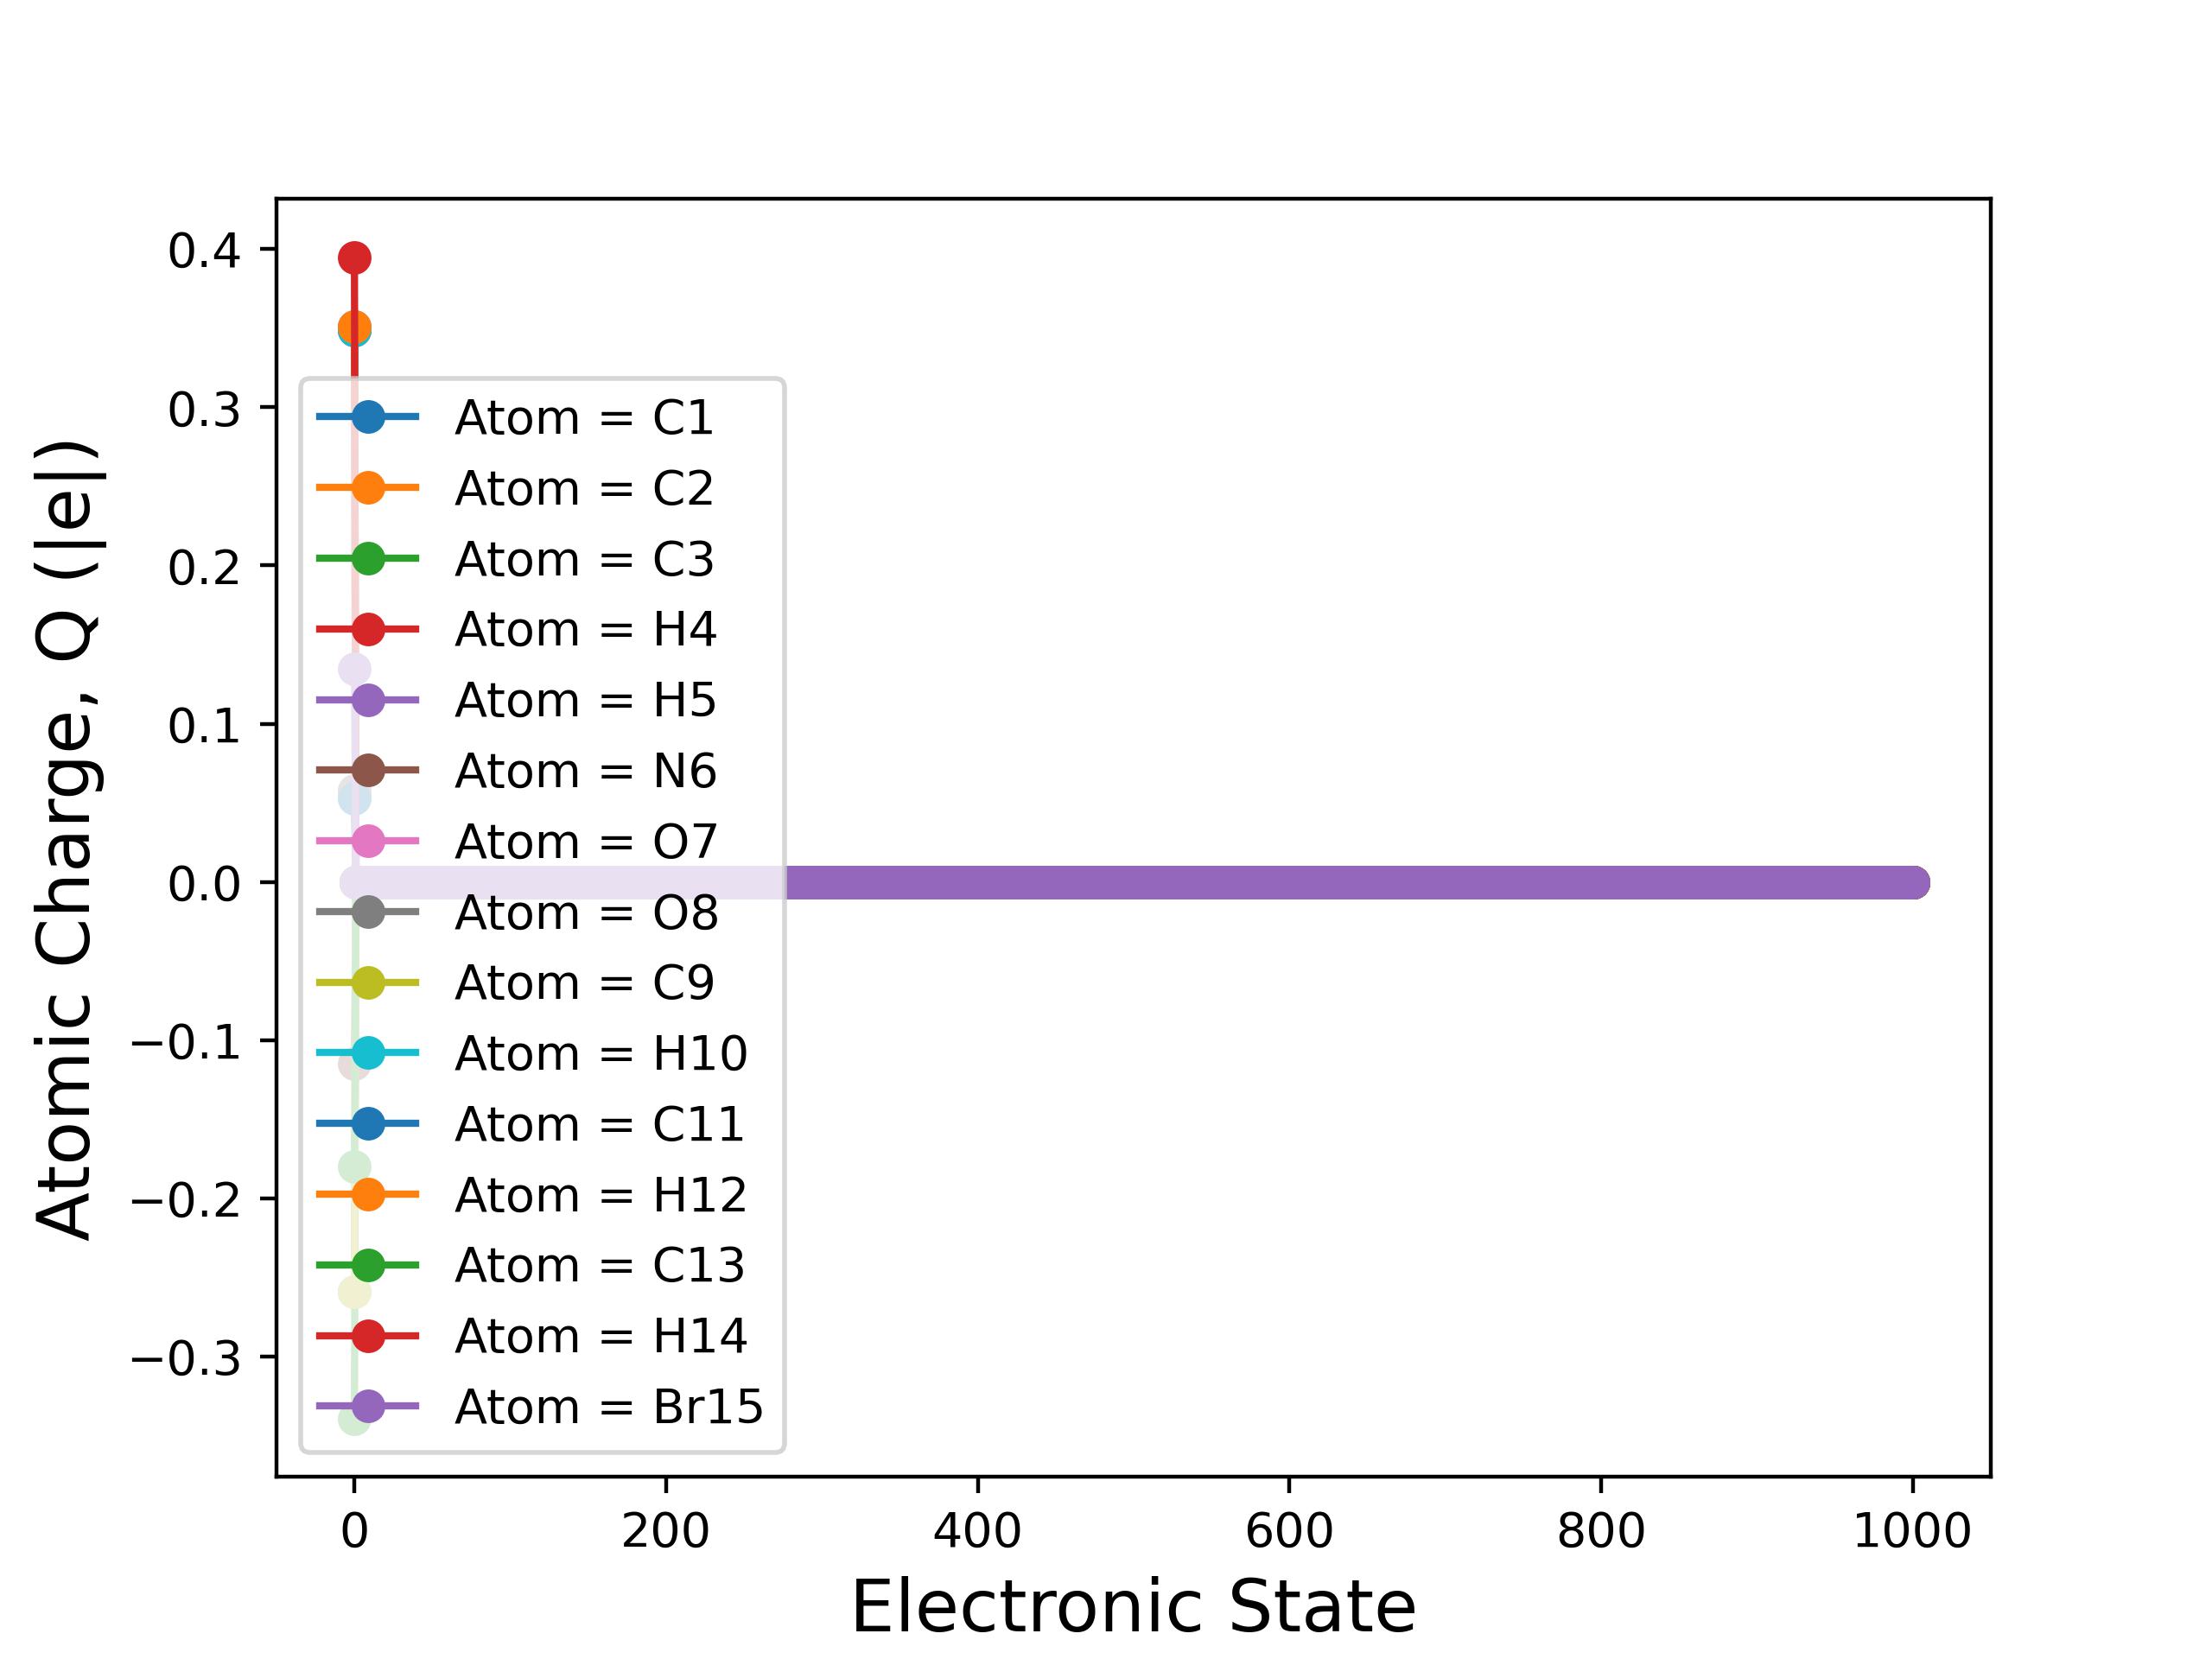 0.4
0.3
0.2
0.1
0.0
−0.1
−0.2
−0.3
Atomic Charge, Q (|e|)
Atom = C1
Atom = C2
Atom = C3
Atom = H4
Atom = H5
Atom = N6
Atom = O7
Atom = O8
Atom = C9
Atom = H10
Atom = C11
Atom = H12
Atom = C13
Atom = H14
Atom = Br15
0 200 400 600 800 1000
Electronic State